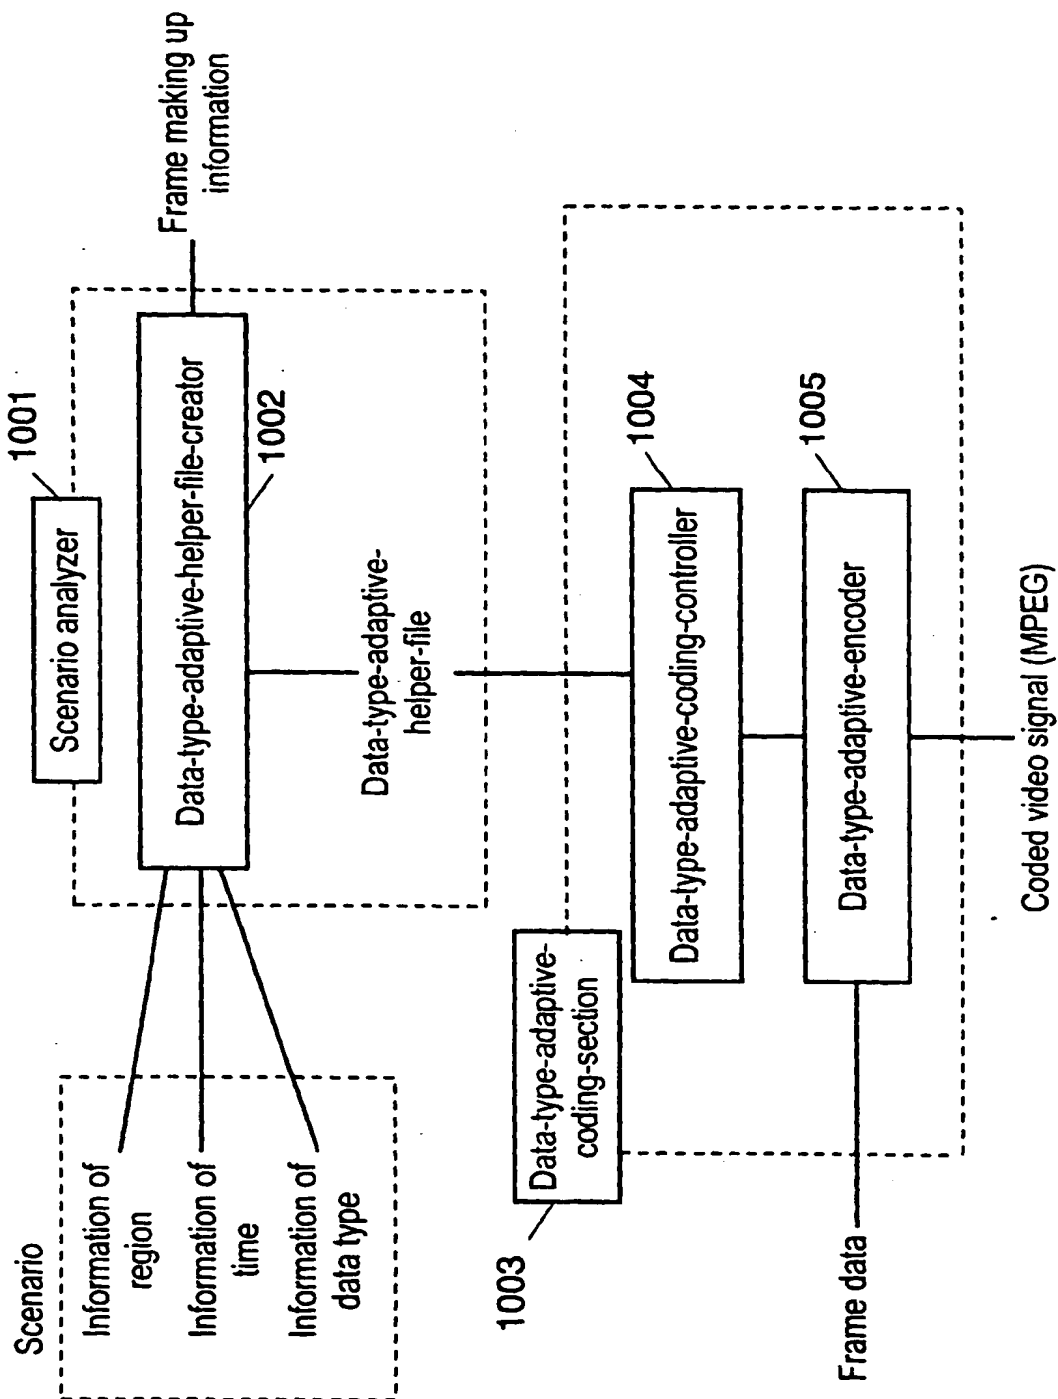 Scenario
Information of
region
Information of
time
Information of
data type
Scenario analyzer
1001
Data-type-adaptive-helper-file-creator
1002
Frame making up
information
Data-type-adaptive-
helper-file
1003
Data-type-adaptive-
coding-section
Data-type-adaptive-coding-controller
1004
Data-type-adaptive-encoder
1005
Frame data
Coded video signal (MPEG)